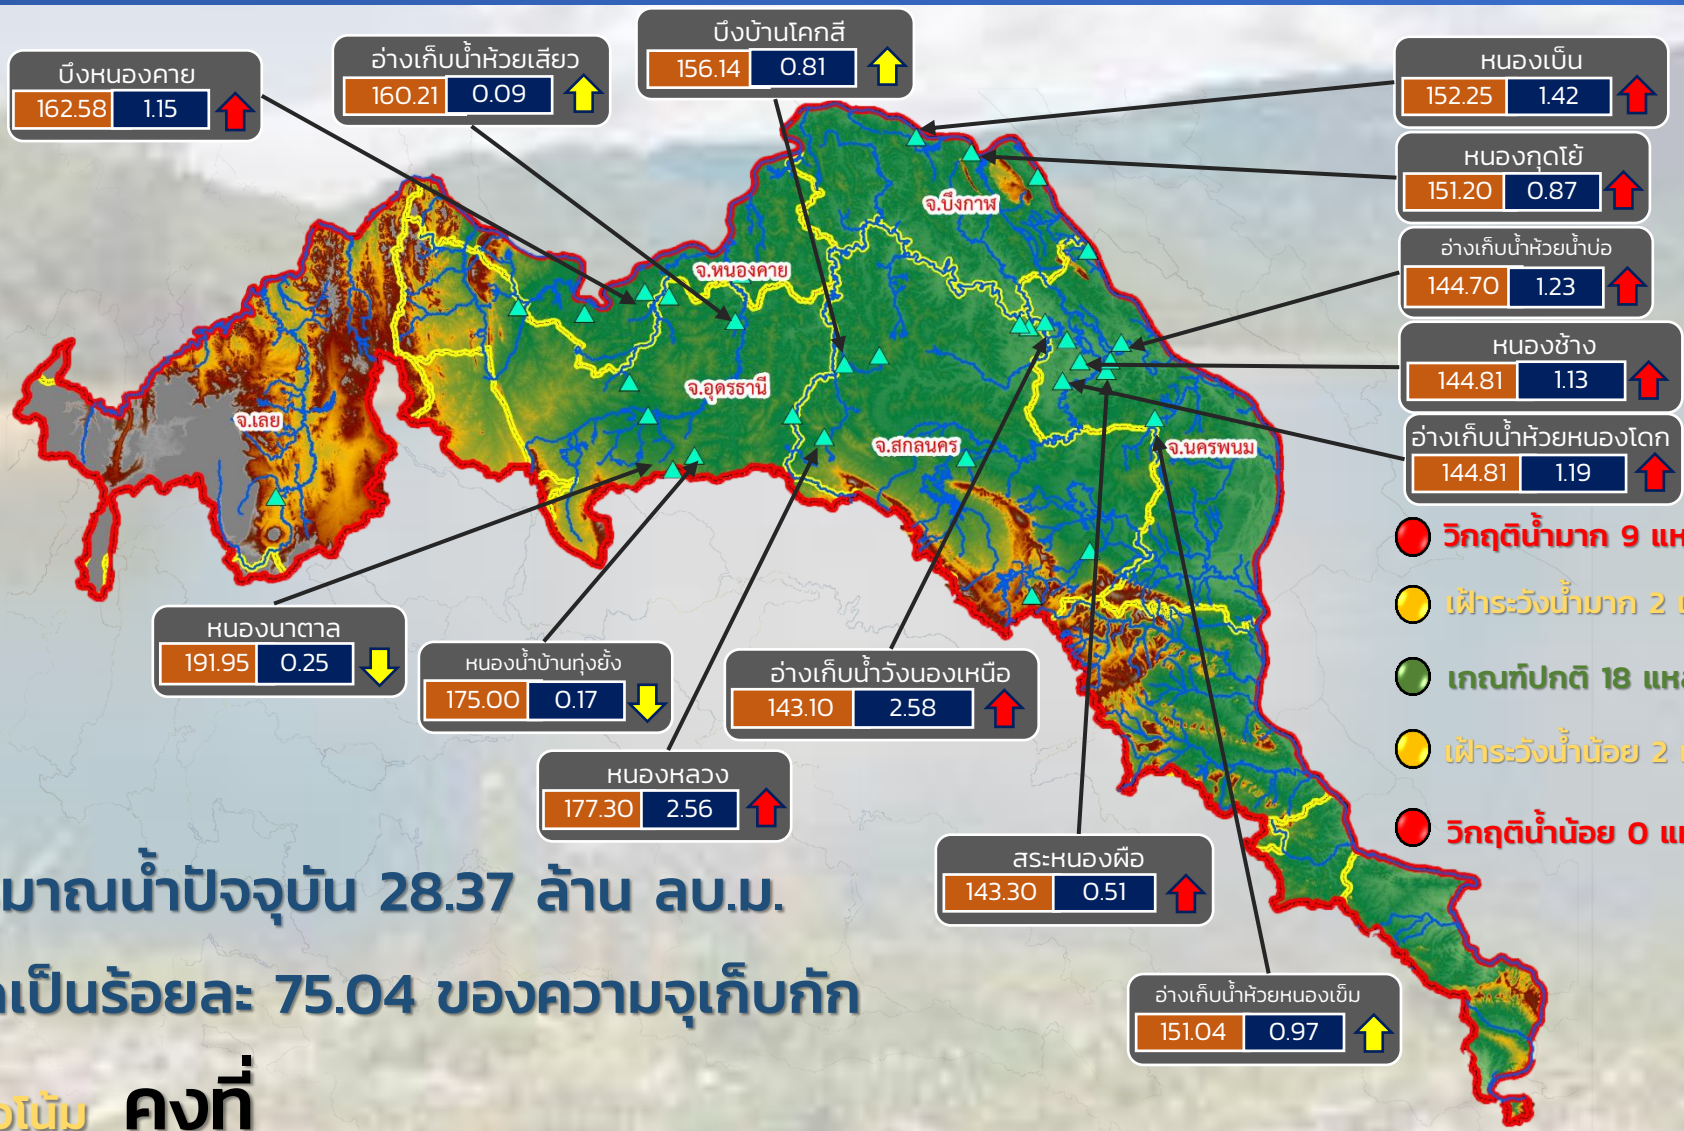 บึงหนองคาย
162.58 1.15
อ่างเก็บน้ำห้วยเสียว
160.21 0.09
บึงบ้านโคกสี
156.14 0.81
หนองเบ็น
152.25 1.42
หนองกุดโย้
151.20 0.87
อ่างเก็บน้ำห้วยน้ำบ่อ
144.70 1.23
หนองช้าง
144.81 1.13
อ่างเก็บน้ำห้วยหนองโดก
144.81 1.19
จ.บึงกาฬ
จ.หนองคาย
จ.อุดรธานี
จ.เลย
จ.สกลนคร
จ.นครพนม
วิกฤติน้ำมาก 9
เฝ้าระวังน้ำมาก 2
เกณฑ์ปกติ 18
เฝ้าระวังน้ำน้อย 2
วิกฤติน้ำน้อย 0
หนองนาตาล
191.95 0.25
หนองน้ำบ้านทุ่งยั้ง
175.00 0.17
อ่างเก็บน้ำวังนองเหนือ
143.10 2.58
หนองหลวง
177.30 2.56
สระหนองผือ
143.30 0.51
อ่างเก็บน้ำห้วยหนองเข็ม
151.04 0.97
มาณน้ำปัจจุบัน 28.37 ล้าน ลบ.ม.
เป็นร้อยละ 75.04 ของความจุเก็บกัก
โน้ม คงที่